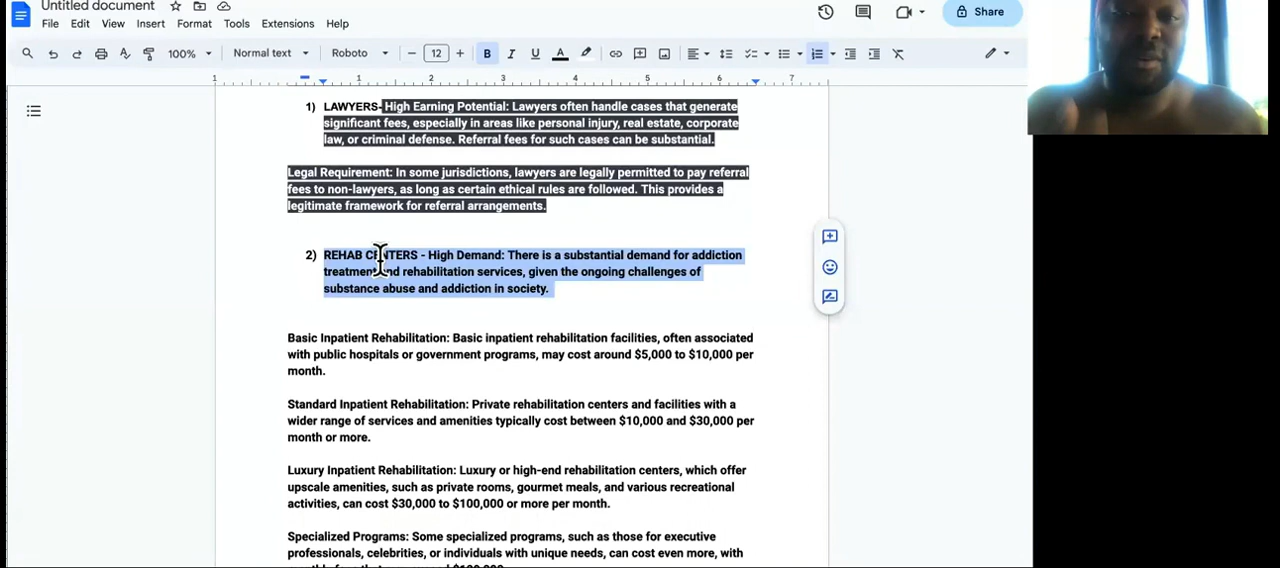 Untitled document
File Edit View Insert Format Tools Extensions Help
Share
100% Normal text Roboto 12 B I U A
1 1 2 3 4 5 6 7
1) LAWYERS- High Earning Potential: Lawyers often handle cases that generate
significant fees, especially in areas like personal injury, real estate, corporate
law, or criminal defense. Referral fees for such cases can be substantial.
Legal Requirement: In some jurisdictions, lawyers are legally permitted to pay referral
fees to non-lawyers, as long as certain ethical rules are followed. This provides a
legitimate framework for referral arrangements.
2) REHAB CENTERS - High Demand: There is a substantial demand for addiction
treatment and rehabilitation services, given the ongoing challenges of
substance abuse and addiction in society.
Basic Inpatient Rehabilitation: Basic inpatient rehabilitation facilities, often associated
with public hospitals or government programs, may cost around $5,000 to $10,000 per
month.
Standard Inpatient Rehabilitation: Private rehabilitation centers and facilities with a
wider range of services and amenities typically cost between $10,000 and $30,000 per
month or more.
Luxury Inpatient Rehabilitation: Luxury or high-end rehabilitation centers, which offer
upscale amenities, such as private rooms, gourmet meals, and various recreational
activities, can cost $30,000 to $100,000 or more per month.
Specialized Programs: Some specialized programs, such as those for executive
professionals, celebrities, or individuals with unique needs, can cost even more, with